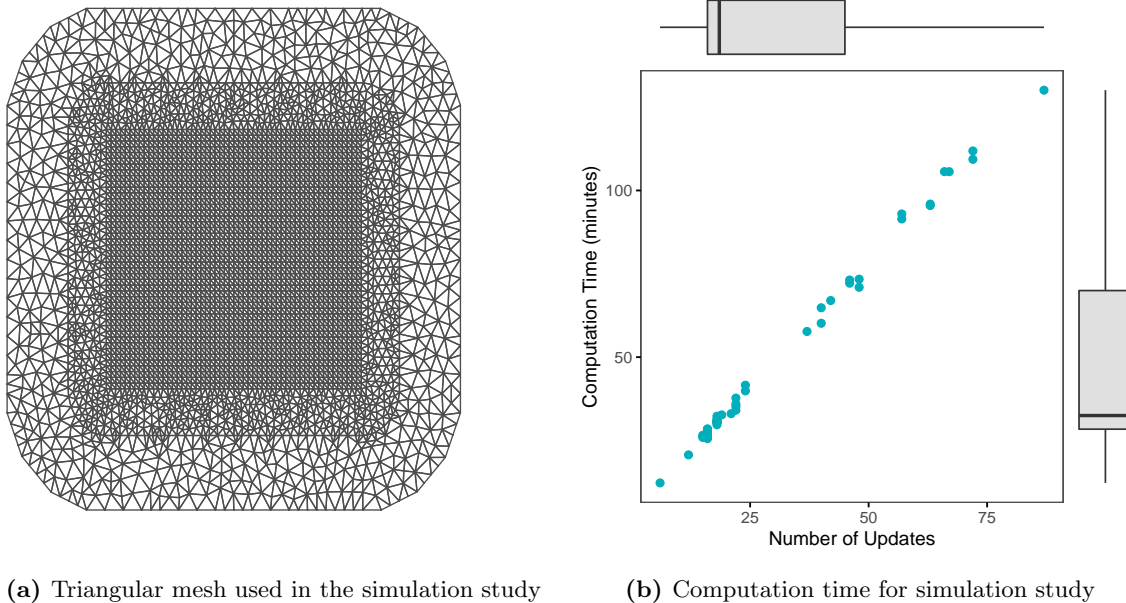 100
50
Computation Time (minutes)
25 50 75
Number of Updates
(a) Triangular mesh used in the simulation study
(b) Computation time for simulation study